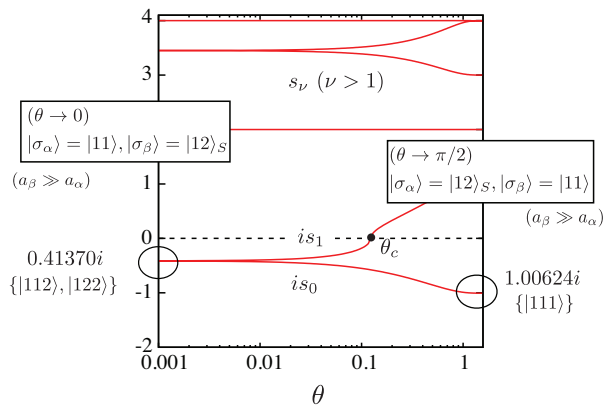 4
3
s_ν (ν > 1)
(θ → 0)
|σ_α⟩ = |11⟩, |σ_β⟩ = |12⟩_S
(a_β ≫ a_α)
(θ → π/2)
|σ_α⟩ = |12⟩_S, |σ_β⟩ = |11⟩
(a_β ≫ a_α)
1
0
is_1
θ_c
0.41370i
{|112⟩, |122⟩}
is_0
1.00624i
{|111⟩}
-1
-2
0.001
0.01
0.1
1
θ